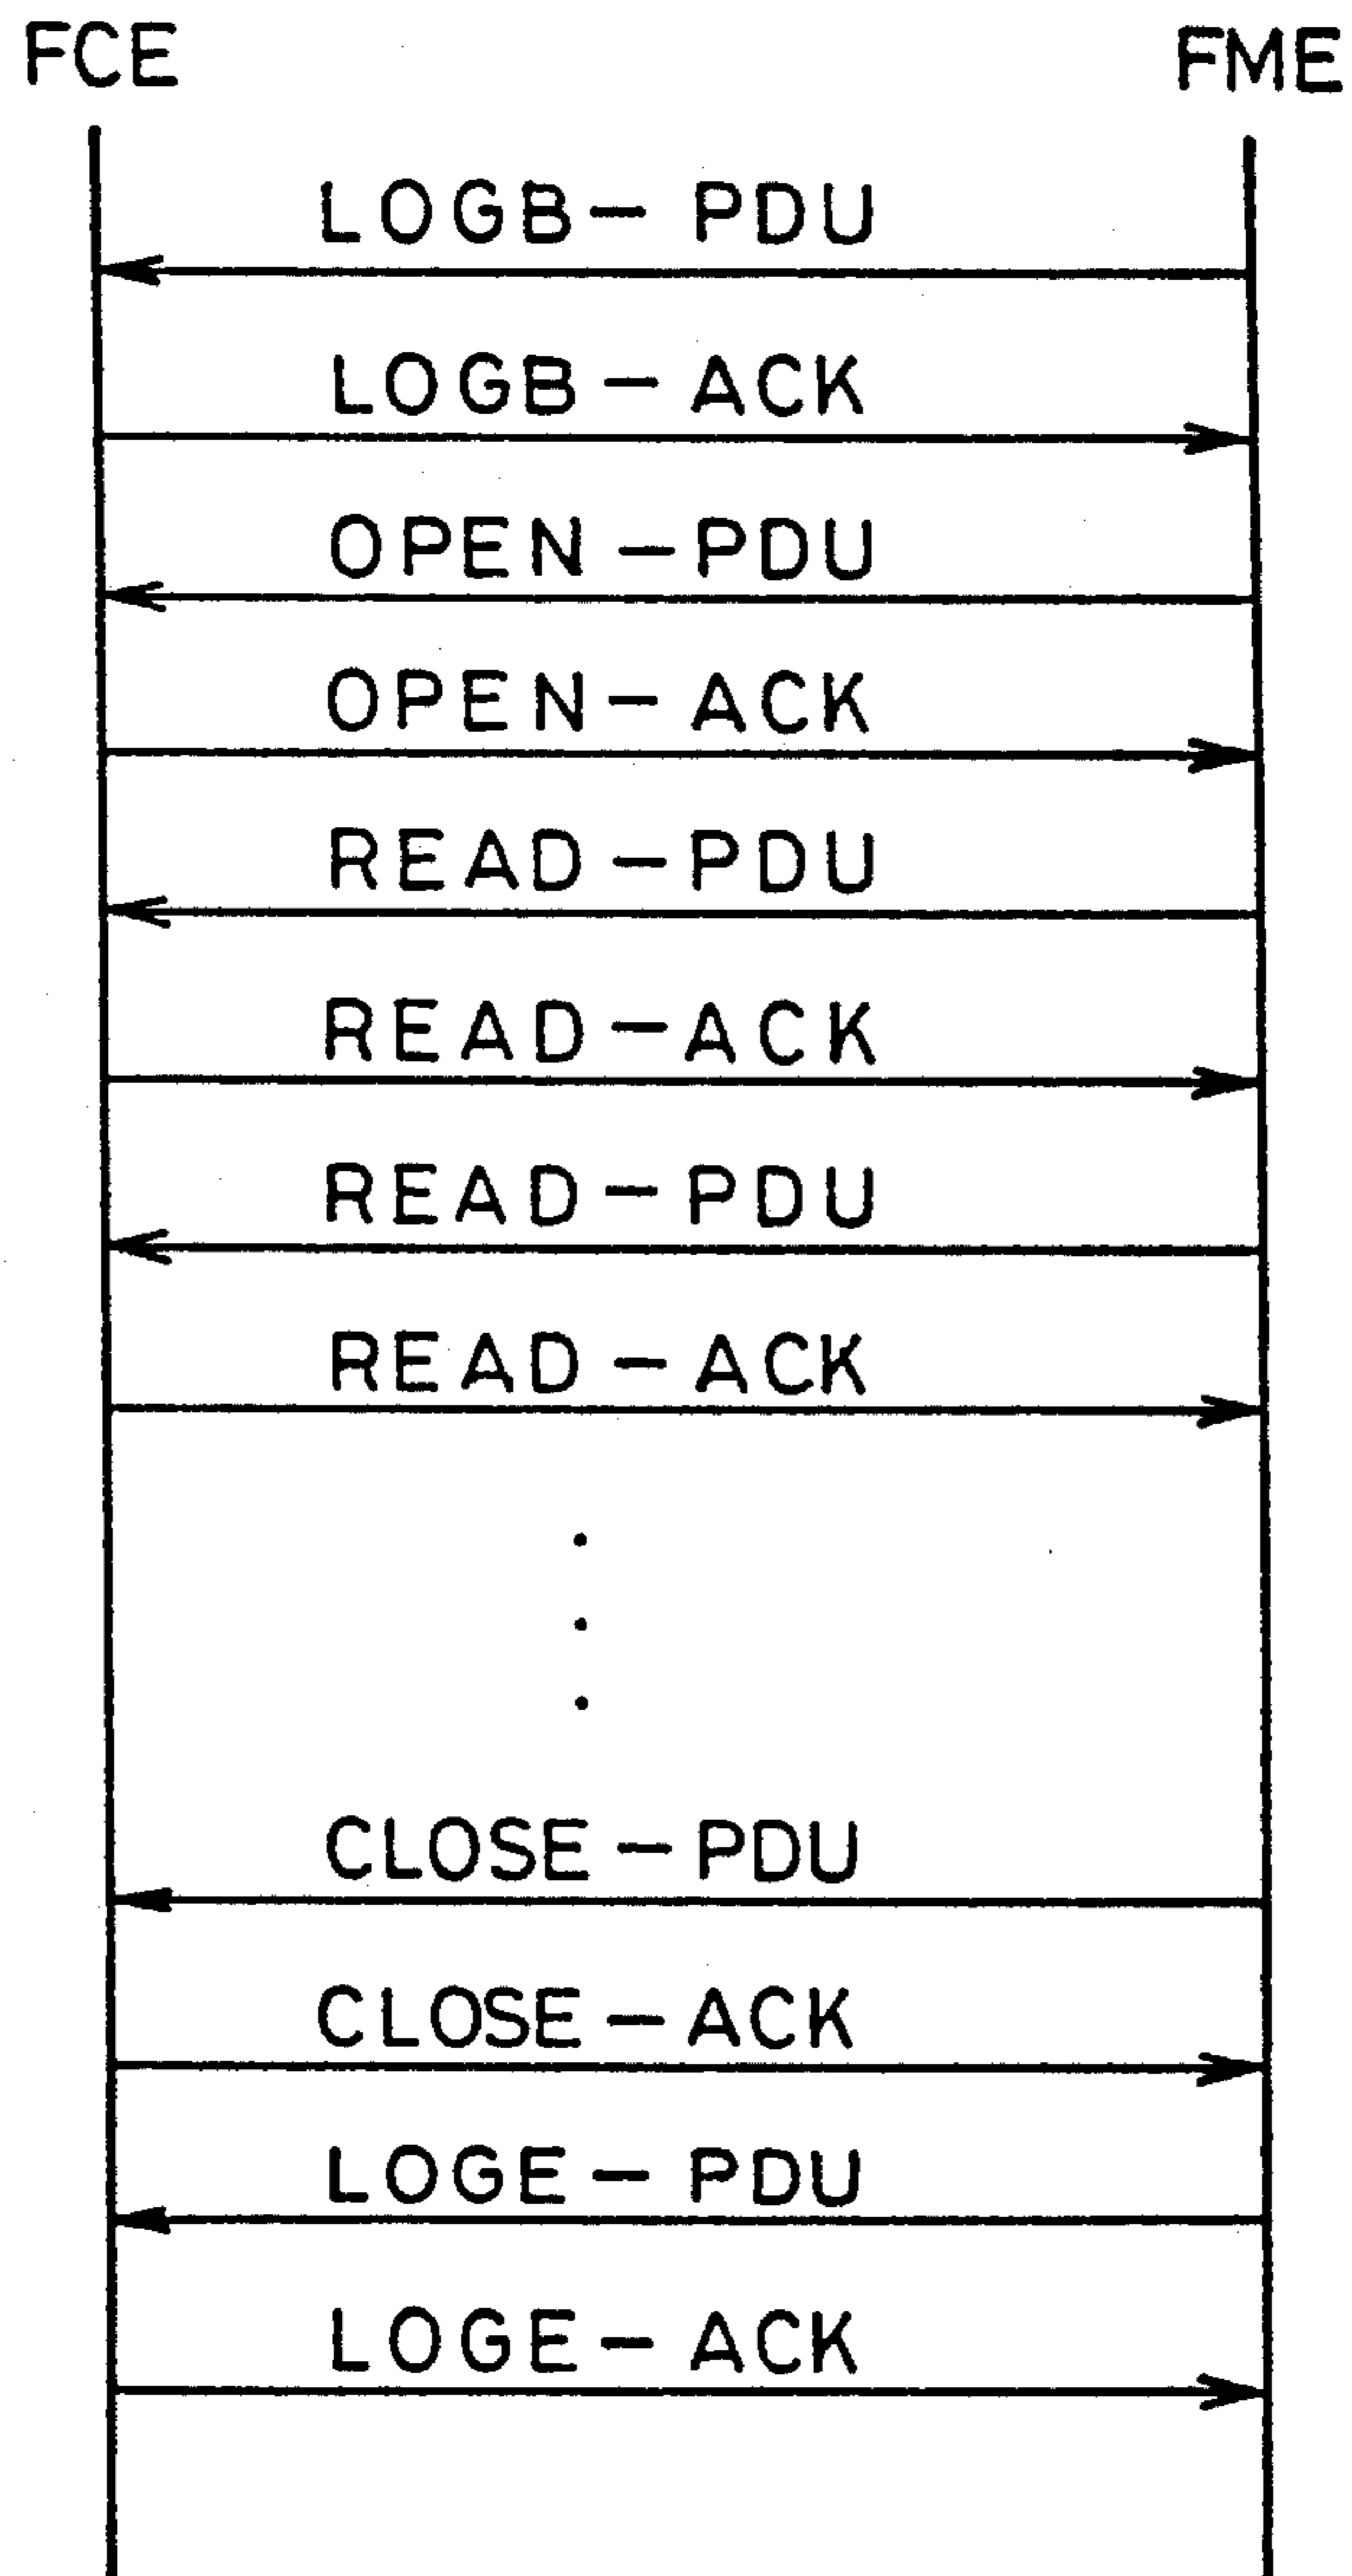 FCE FME
LOGB- PDU
LOGB - ACK
OPEN -PDU
OPEN- ACK
READ-PDU
READ-ACK
READ-PDU
READ - ACK
CLOSE - PDU
CLOSE - ACK
LOGE - PDU
LOGE - ACK